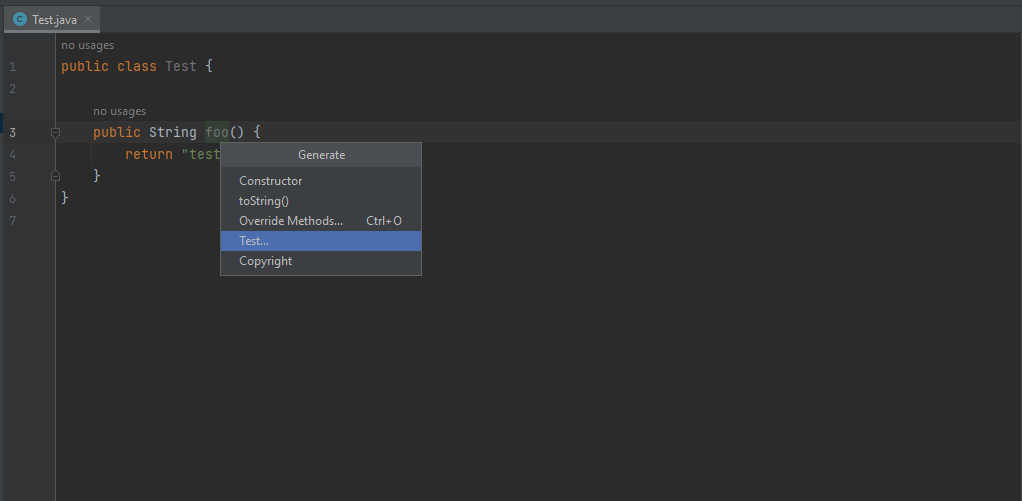 C Test.java
no usages
1 public class Test {
2
no usages
3 public String foo() {
4 return "test
5 }
6 }
7
Generate
Constructor
toString()
Override Methods... Ctrl+O
Test...
Copyright